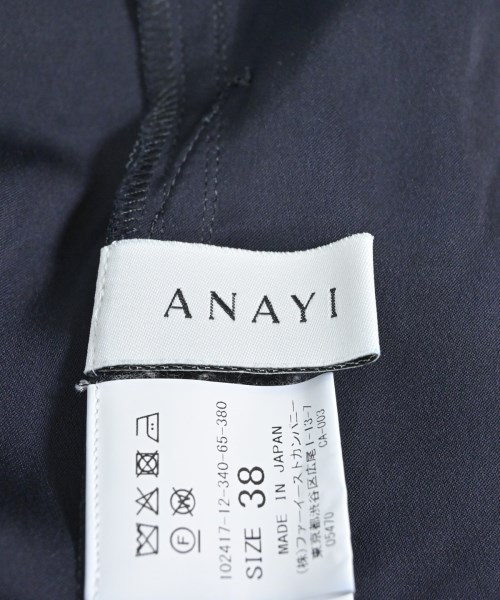 ANAYI
102417-12-340-65-380
SIZE 38
MADE IN JAPAN
(株)ファーイーストカンパニー
東京都渋谷区広尾1-13-7
CA-003
05470
F